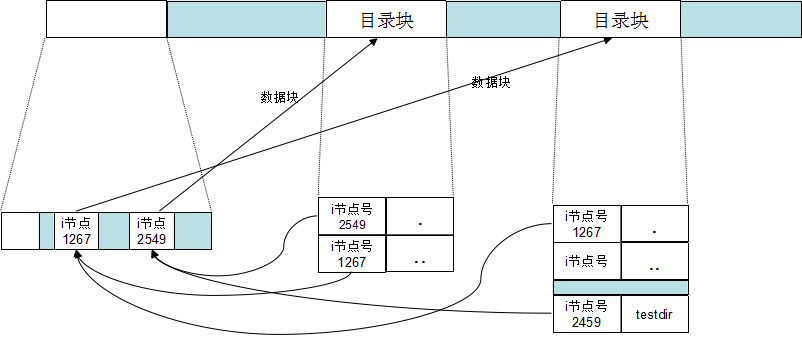 目录块
目录块
数据块
数据块
i节点
1267
i节点
2549
i节点号
2549
.
i节点号
1267
..
i节点号
1267
.
i节点号
..
i节点号
2459
testdir